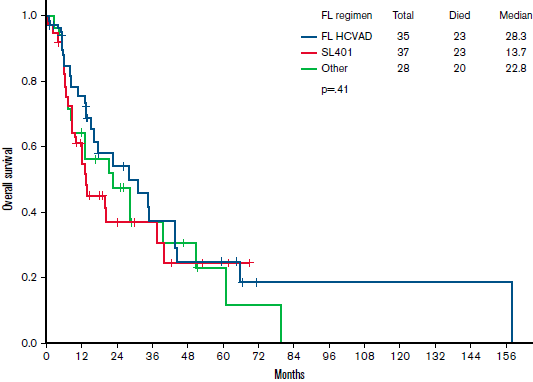 FL regimen Total Died Median
FL HCVAD 35 23 28.3
SL401 37 23 13.7
Other 28 20 22.8
p=.41
Overall survival
1.0
0.8
0.6
0.4
0.2
0.0
0 12 24 36 48 60 72 84 96 108 120 132 144 156
Months